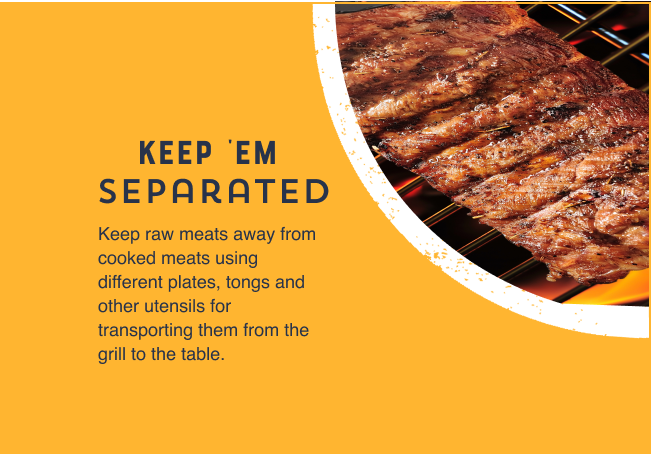 KEEP 'EM
SEPARATED
Keep raw meats away from
cooked meats using
different plates, tongs and
other utensils for
transporting them from the
grill to the table.